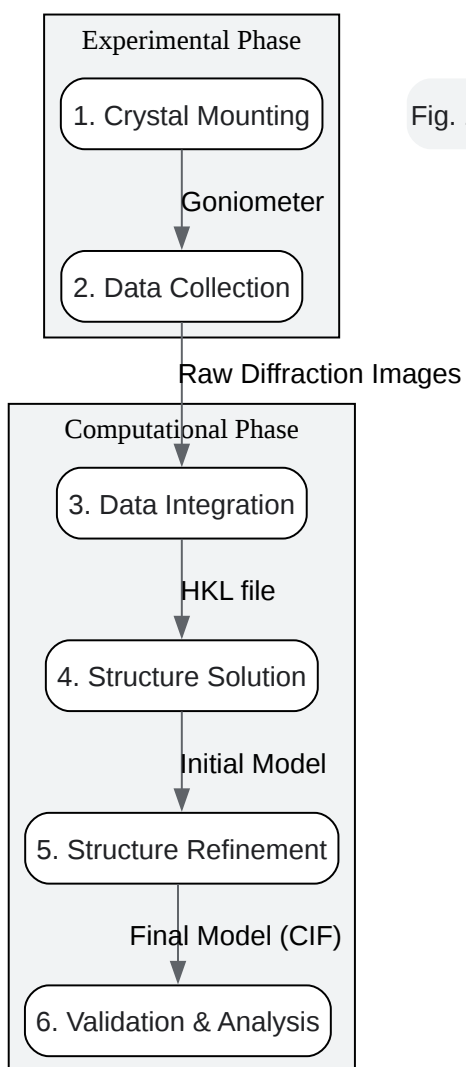 Experimental Phase
1. Crystal Mounting
Fig.
Goniometer
2. Data Collection
Raw Diffraction Images
Computational Phase
3. Data Integration
HKL file
4. Structure Solution
Initial Model
5. Structure Refinement
Final Model (CIF)
6. Validation & Analysis